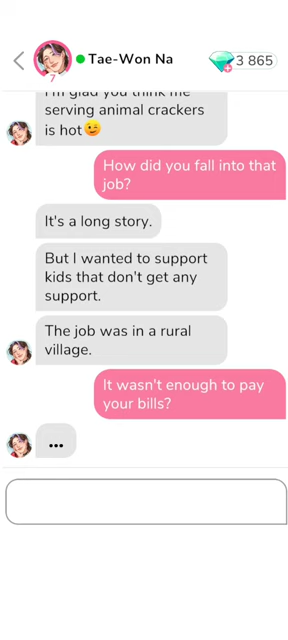 Tae-Won Na
3 865
7
I'm glad you think me
serving animal crackers
is hot😉
How did you fall into that
job?
It's a long story.
But I wanted to support
kids that don't get any
support.
The job was in a rural
village.
It wasn't enough to pay
your bills?
...